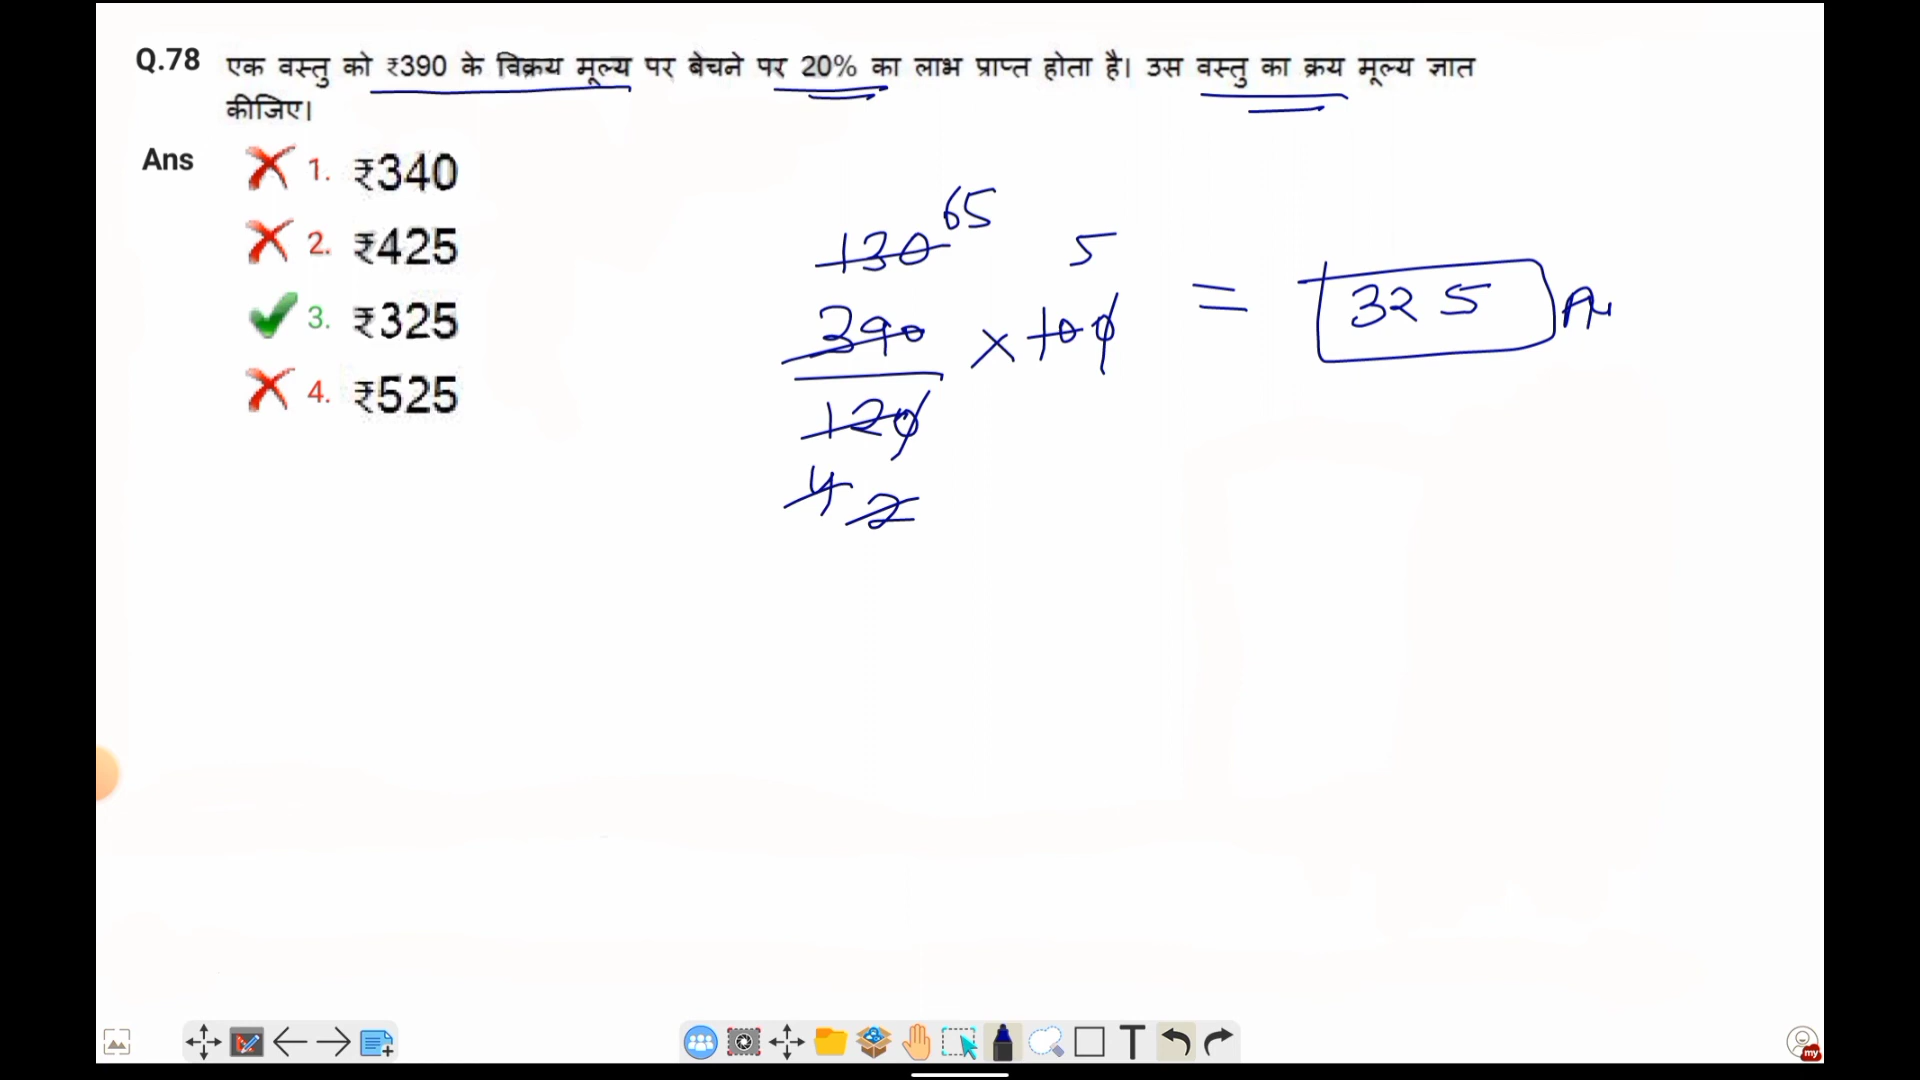 Q.78 एक वस्तु को ₹390 के विक्रय मूल्य पर बेचने पर 20% का लाभ प्राप्त होता है। उस वस्तु का क्रय मूल्य ज्ञात
कीजिए।
Ans
1. ₹340
2. ₹425
3. ₹325
4. ₹525
65
130 5
390 × 100 = 325
120
4 2
T
my